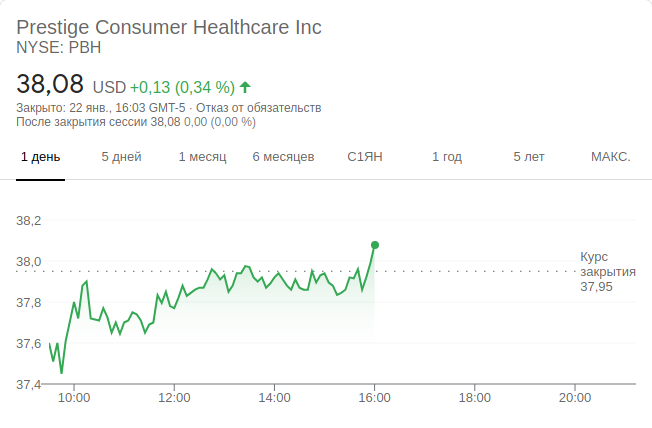 Prestige Consumer Healthcare Inc
NYSE: PBH
38,08 USD +0,13 (0,34 %)
Закрыто: 22 янв., 16:03 GMT-5 · Отказ от обязательств
После закрытия сессии 38,08 0,00 (0,00 %)
1 день 5 дней 1 месяц 6 месяцев С1ЯН 1 год 5 лет МАКС.
38,2
38,0
37,8
37,6
37,4
Курс
закрытия
37,95
10:00 12:00 14:00 16:00 18:00 20:00